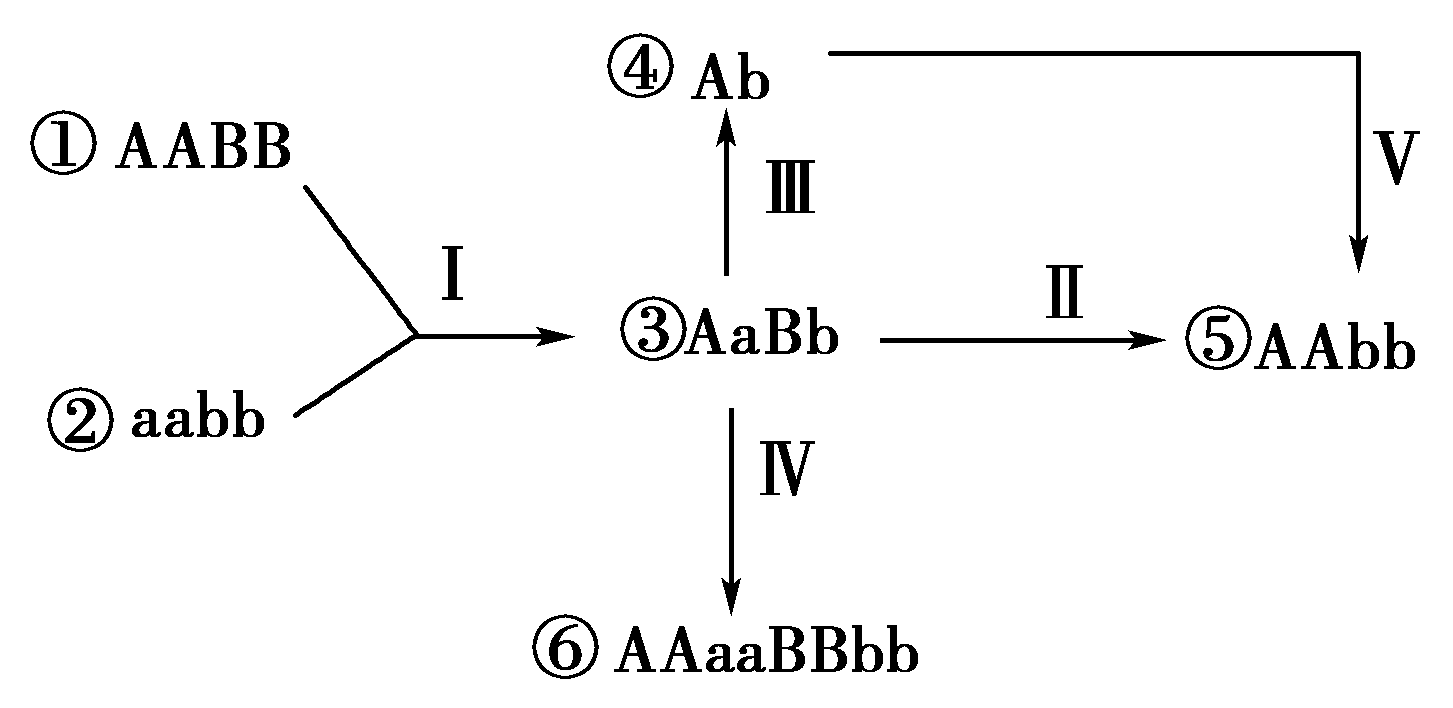 ④ Ab
① AABB
Ⅴ
Ⅲ
Ⅰ
Ⅱ
③AaBb
⑤AAbb
② aabb
Ⅳ
⑥ AAaaBBbb